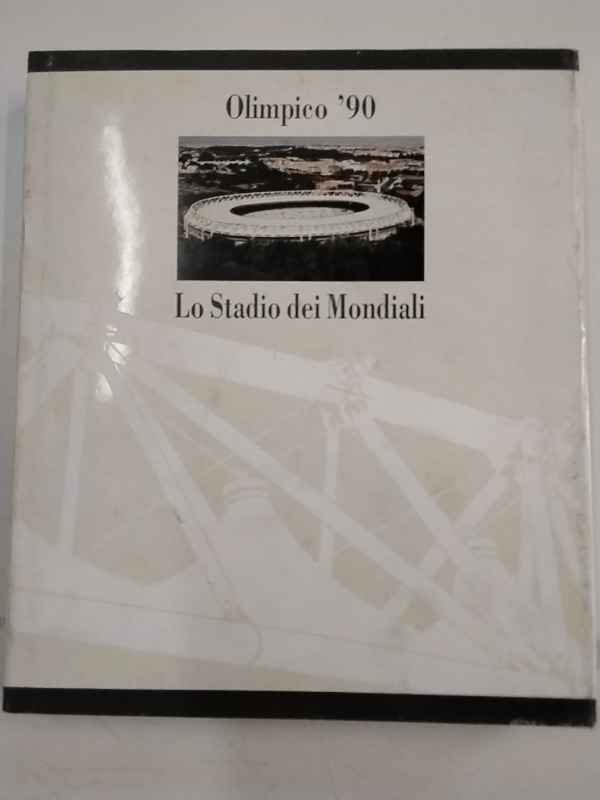 Olimpico ’90
Lo Stadio dei Mondiali